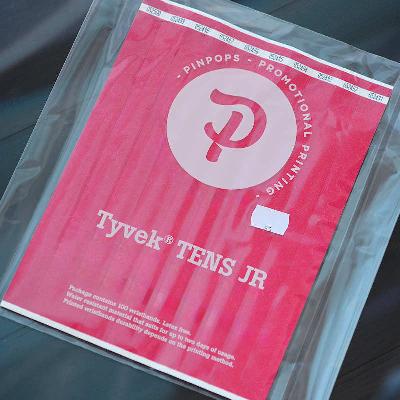 - PINPOPS - PROMOTIONAL PRINTING -
P
Tyvek® TENS JR
Package contains 100 wristbands. Latex free.
Water resistant material that suits for up to two days of usage.
Printed wristbands durability depends on the printing method.